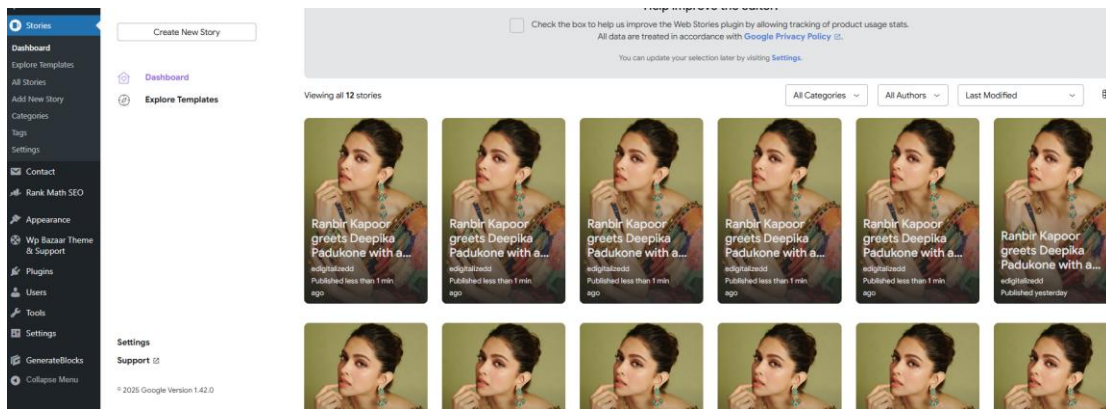 Help improve the editor!
Stories
Create New Story
Check the box to help us improve the Web Stories plugin by allowing tracking of product usage stats.
All data are treated in accordance with Google Privacy Policy.
You can update your selection later by visiting Settings.
Dashboard
Explore Templates
All Stories
Add New Story
Categories
Tags
Settings
Contact
Rank Math SEO
Appearance
Wp Bazaar Theme
& Support
Plugins
Users
Tools
Settings
GenerateBlocks
Collapse Menu
Dashboard
Explore Templates
Settings
Support
© 2025 Google Version 1.42.0
Viewing all 12 stories
All Categories
All Authors
Last Modified
Ranbir Kapoor
greets Deepika
Padukone with a...
edigitalizedd
Published less than 1 min
ago
Ranbir Kapoor
greets Deepika
Padukone with a...
edigitalizedd
Published less than 1 min
ago
Ranbir Kapoor
greets Deepika
Padukone with a...
edigitalizedd
Published less than 1 min
ago
Ranbir Kapoor
greets Deepika
Padukone with a...
edigitalizedd
Published less than 1 min
ago
Ranbir Kapoor
greets Deepika
Padukone with a...
edigitalizedd
Published less than 1 min
ago
Ranbir Kapoor
greets Deepika
Padukone with a...
edigitalizedd
Published yesterday